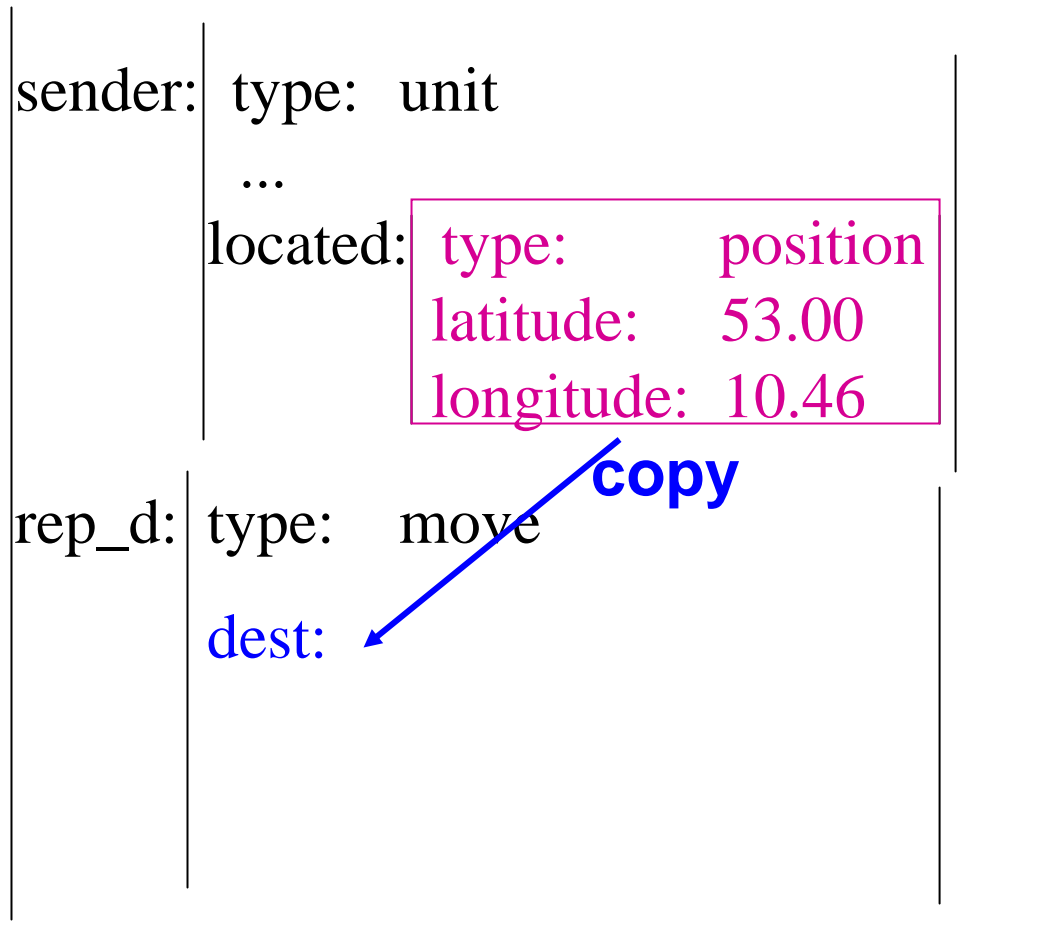 sender: type: unit
...
located: type: position
latitude: 53.00
longitude: 10.46
copy
rep_d: type: move
dest: